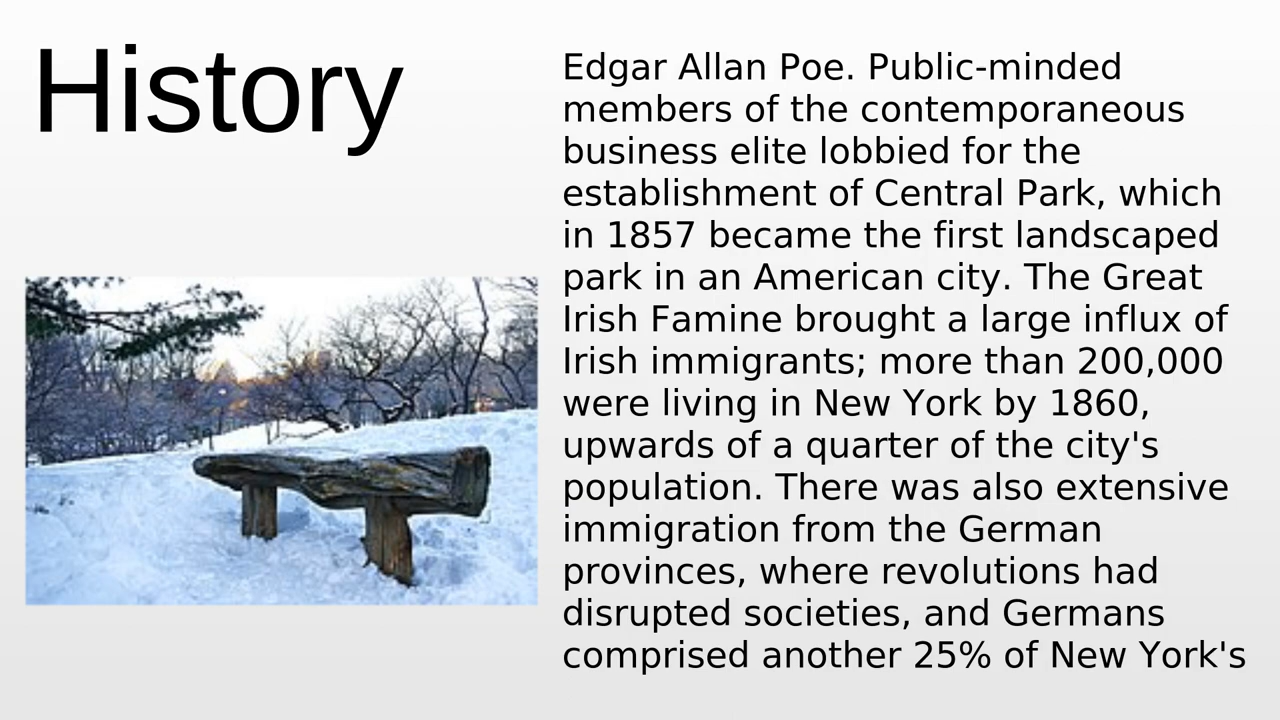 History
Edgar Allan Poe. Public-minded
members of the contemporaneous
business elite lobbied for the
establishment of Central Park, which
in 1857 became the first landscaped
park in an American city. The Great
Irish Famine brought a large influx of
Irish immigrants; more than 200,000
were living in New York by 1860,
upwards of a quarter of the city's
population. There was also extensive
immigration from the German
provinces, where revolutions had
disrupted societies, and Germans
comprised another 25% of New York's